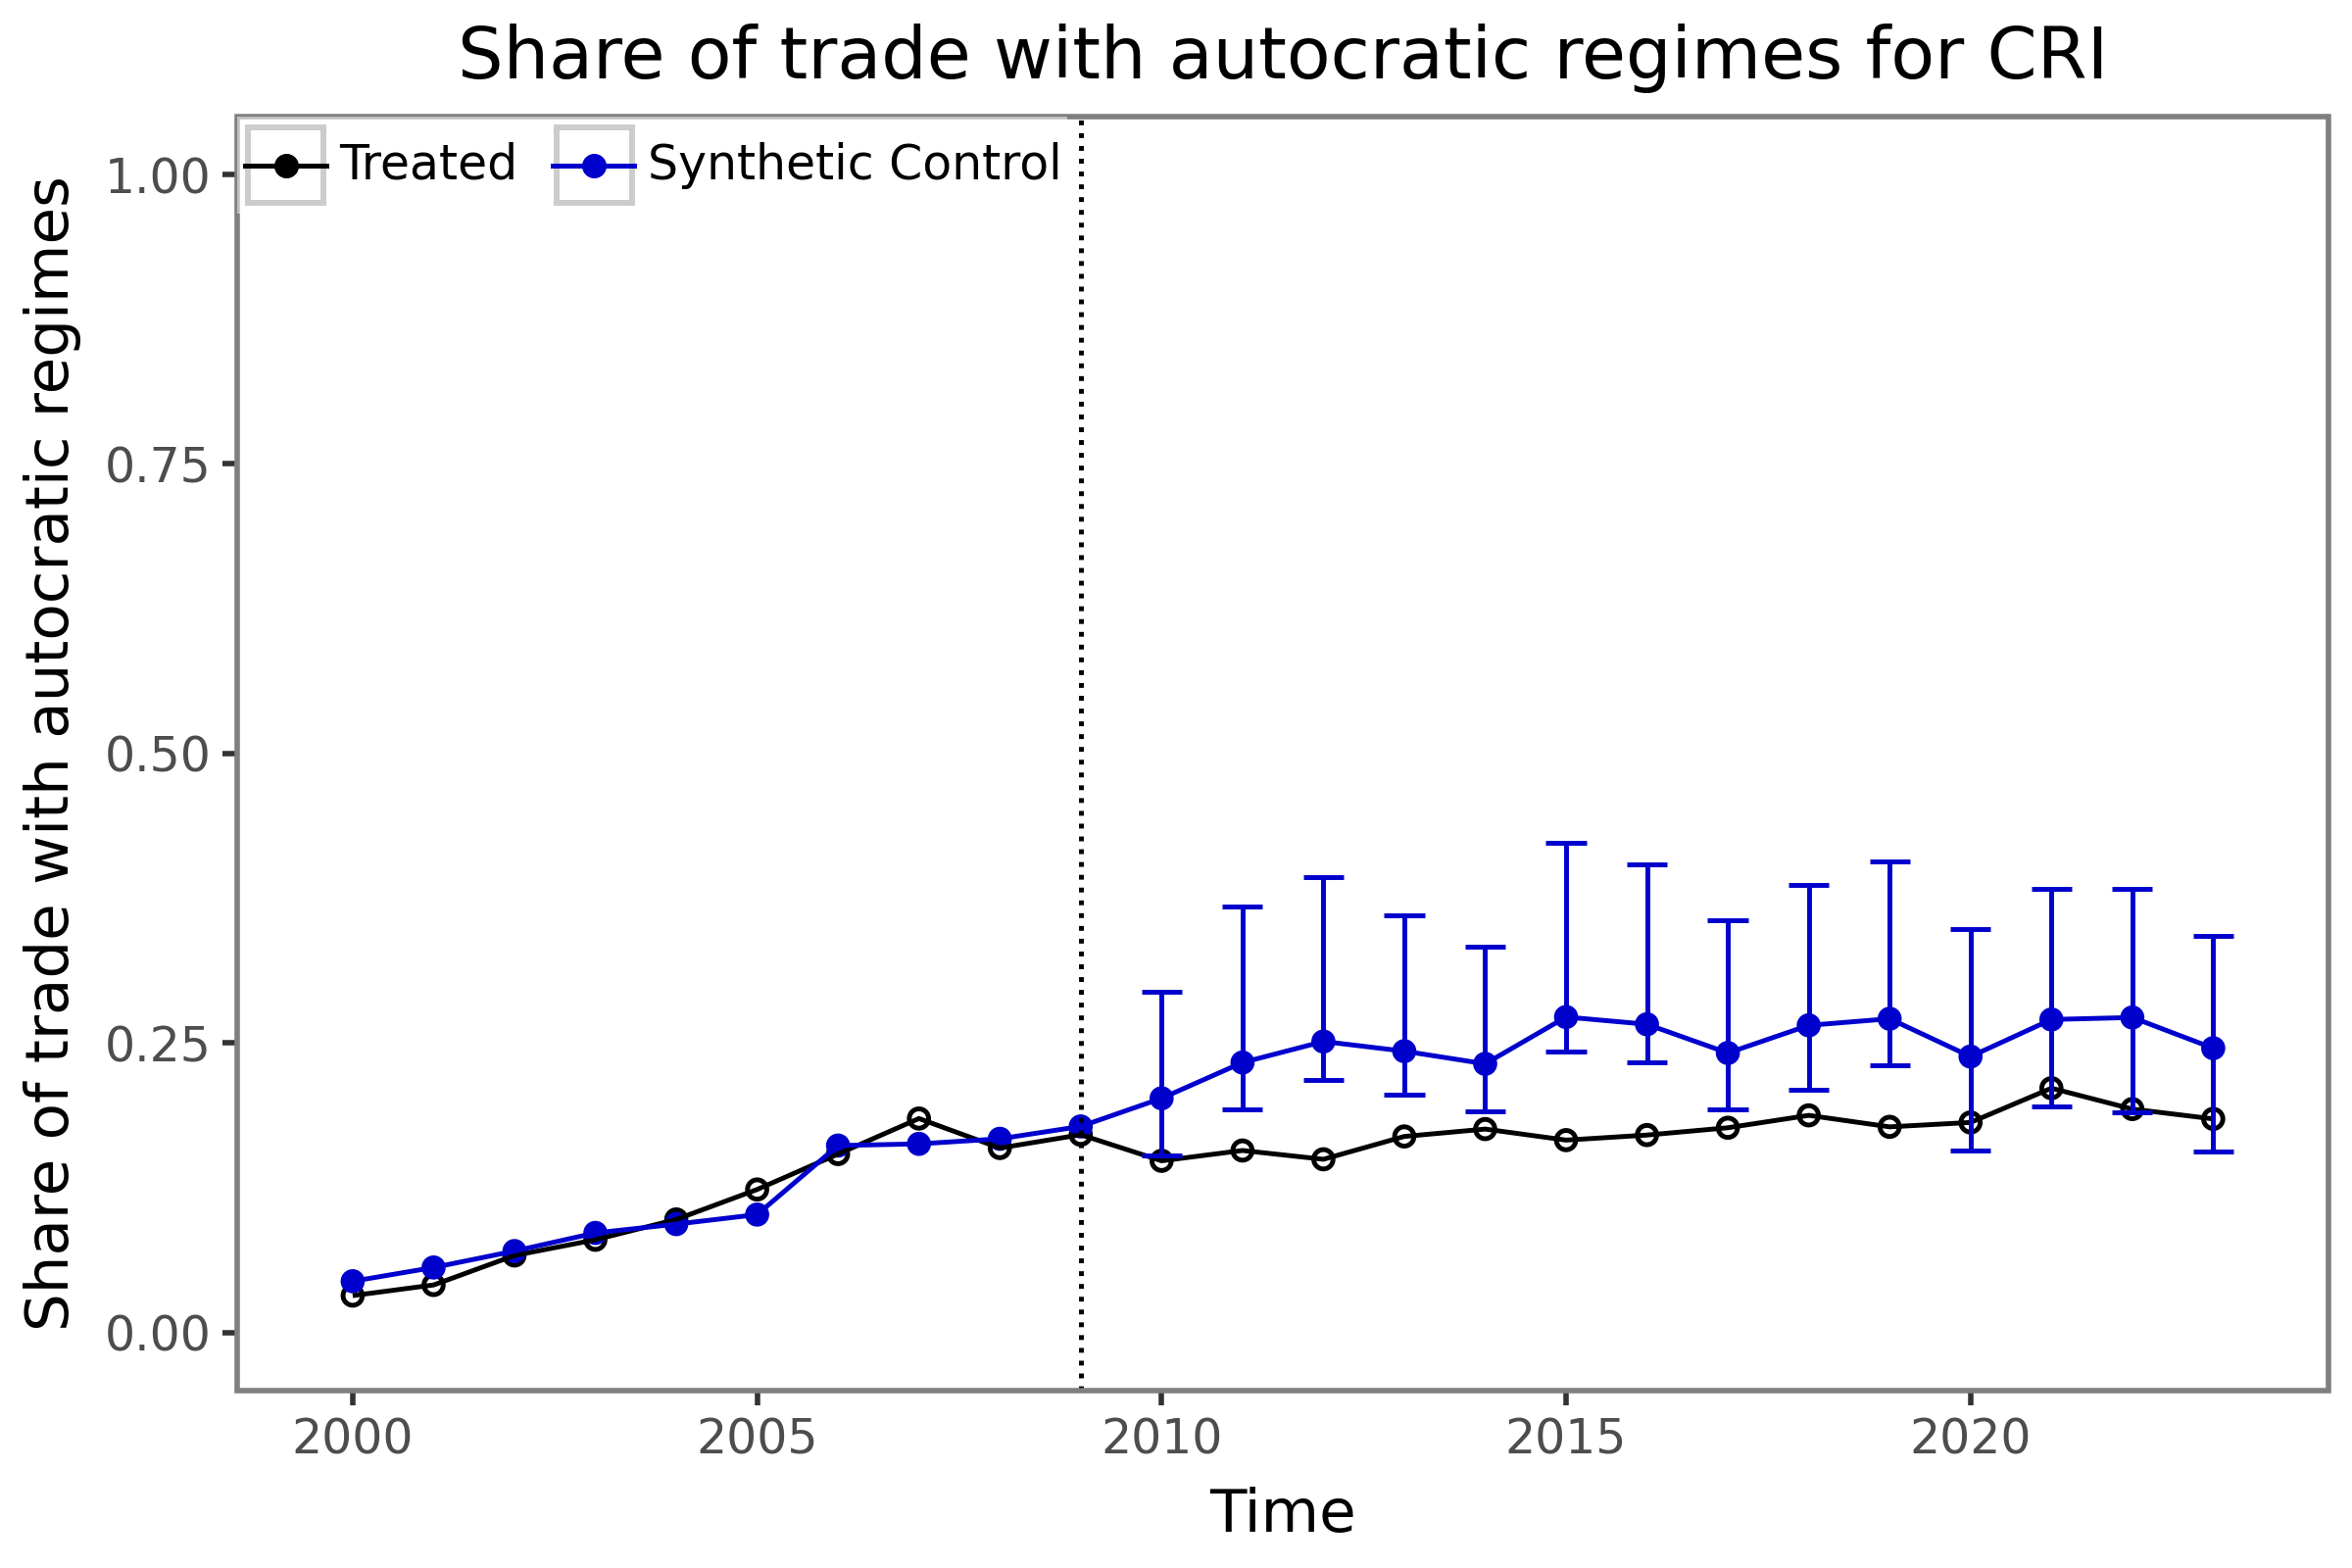 Share of trade with autocratic regimes for CRI
Treated
Synthetic Control
Share of trade with autocratic regimes
1.00
0.75
0.50
0.25
0.00
2000
2005
2010
2015
2020
Time